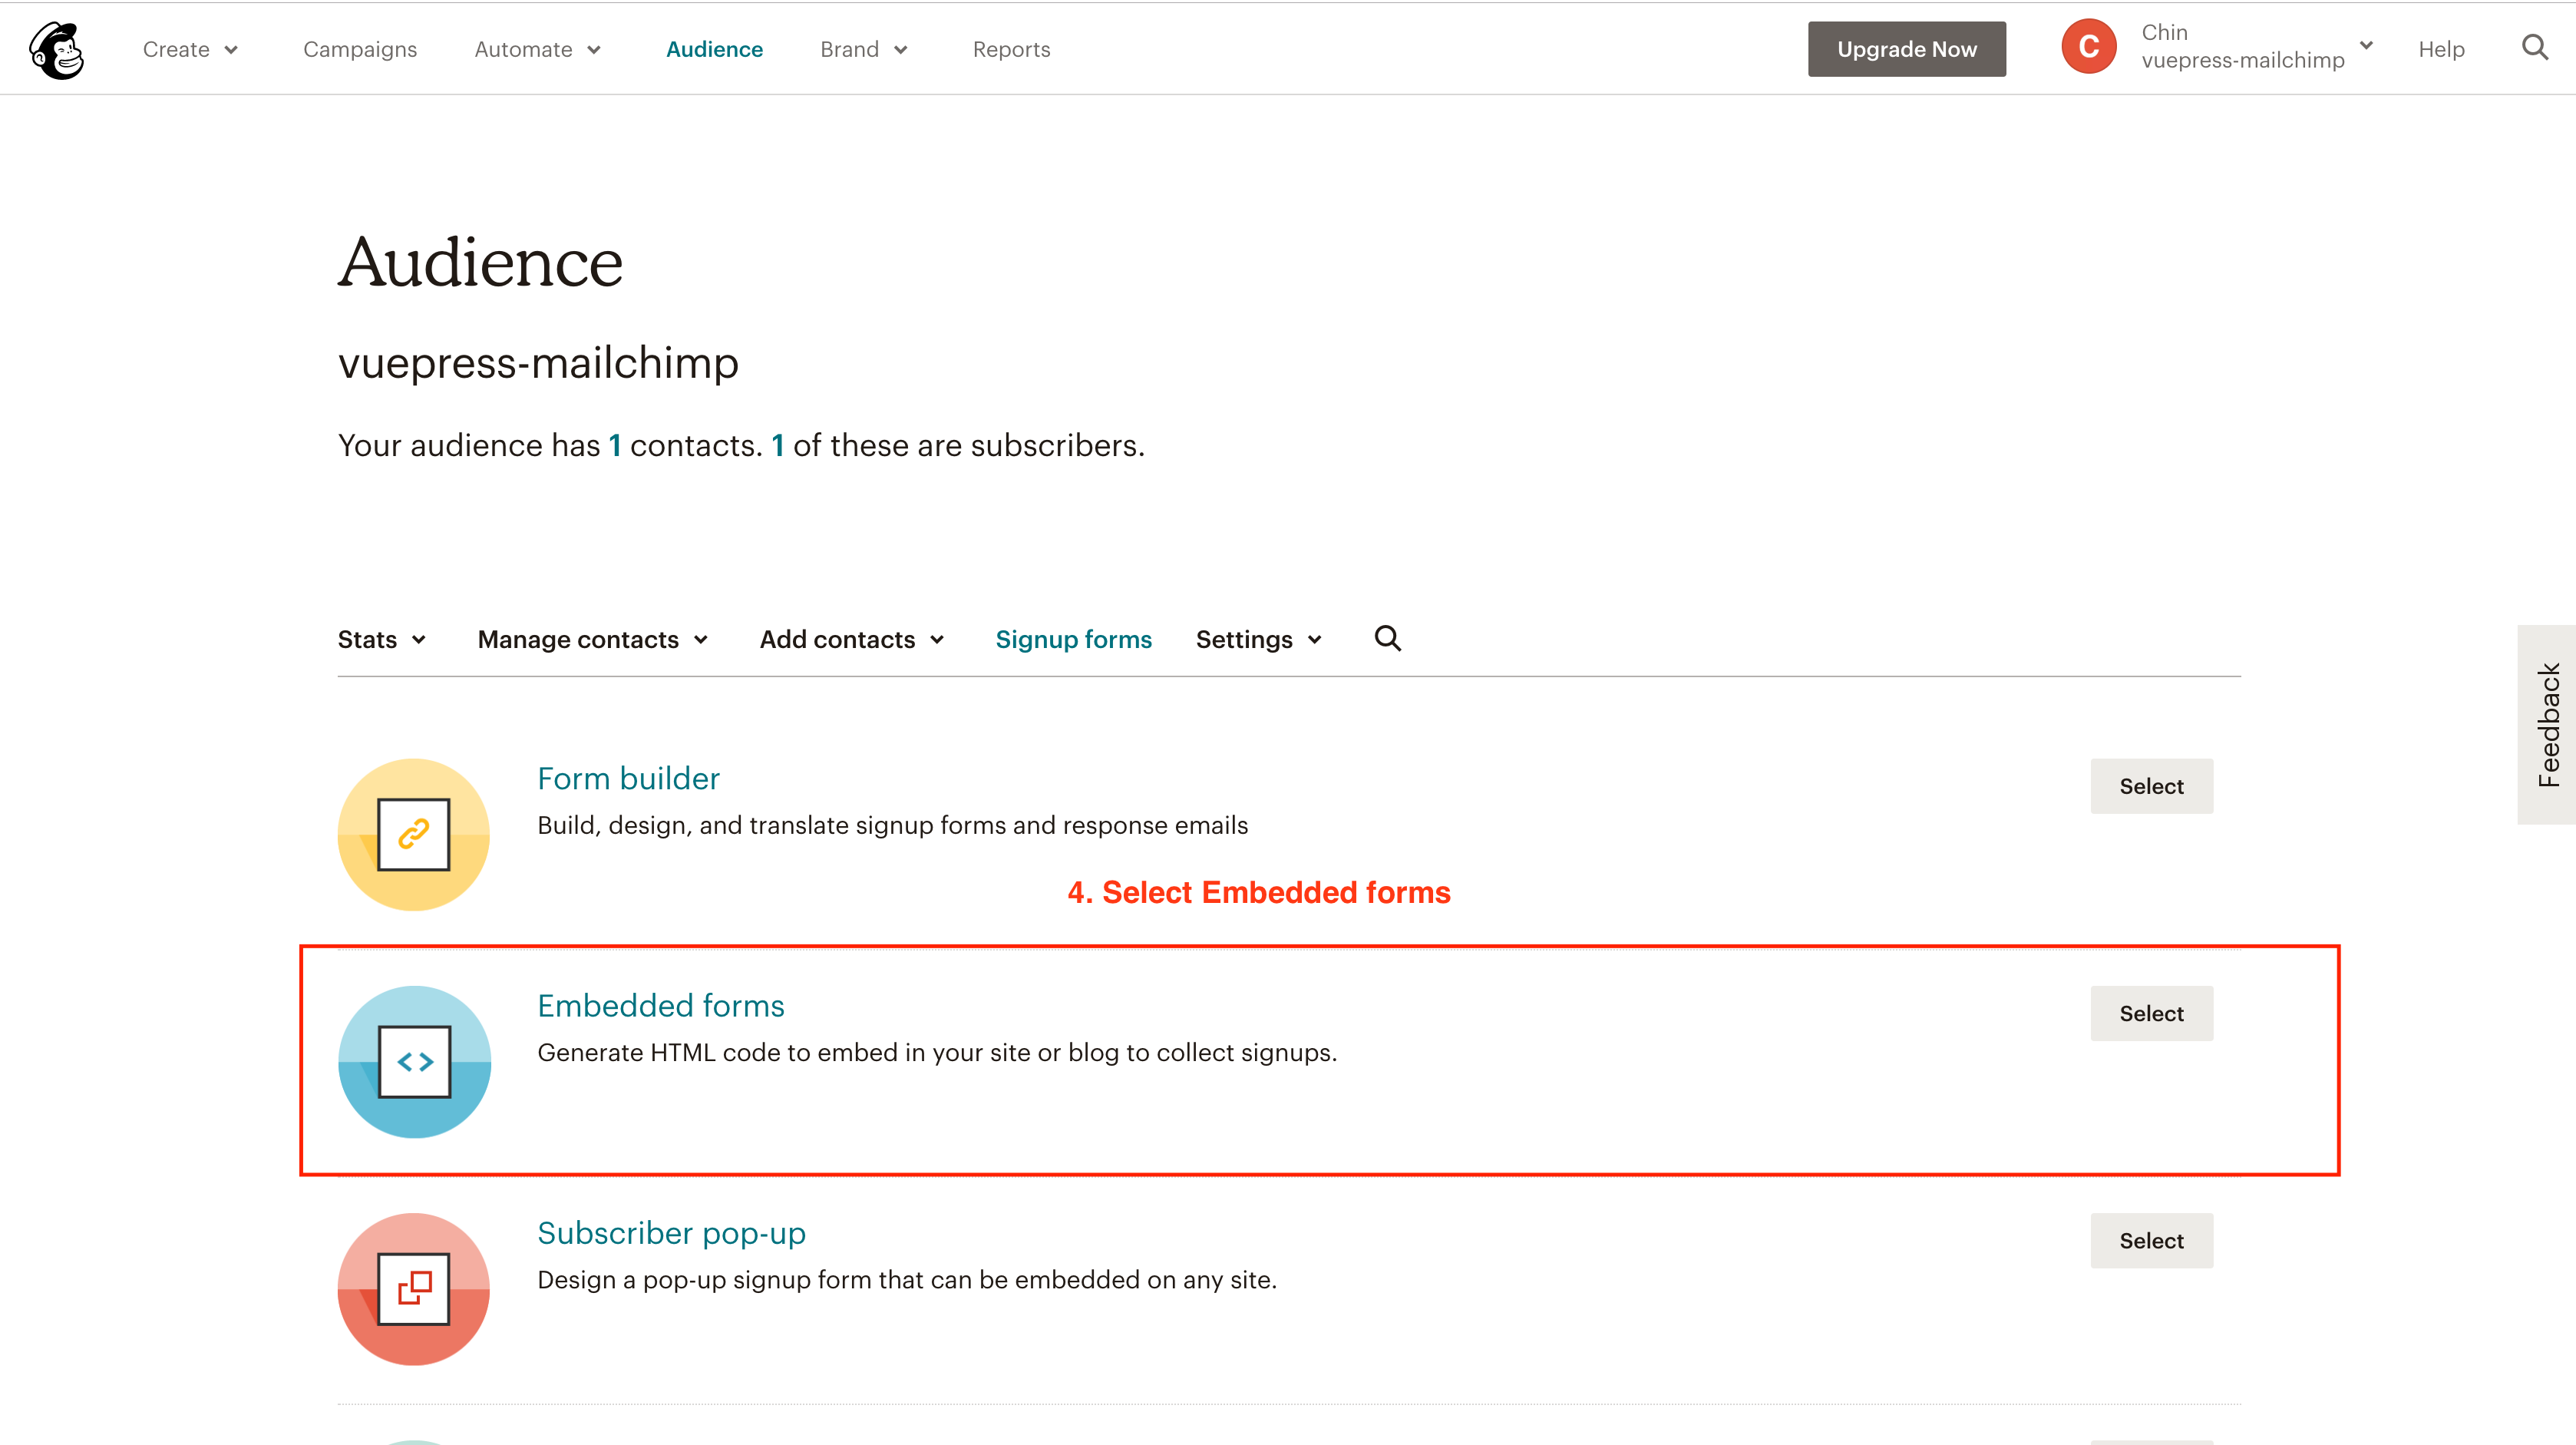 Create Campaigns Automate Audience Brand Reports Upgrade Now C Chin Help
vuepress-mailchimp
Audience
vuepress-mailchimp
Your audience has 1 contacts. 1 of these are subscribers.
Stats Manage contacts Add contacts Signup forms Settings
Feedback
Form builder
Select
Build, design, and translate signup forms and response emails
4. Select Embedded forms
Embedded forms
Select
Generate HTML code to embed in your site or blog to collect signups.
Subscriber pop-up
Select
Design a pop-up signup form that can be embedded on any site.